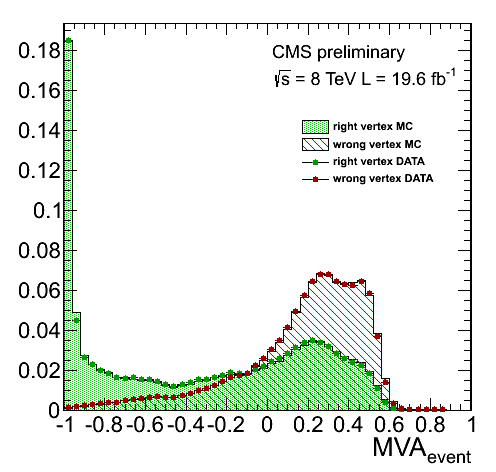 CMS preliminary
√s = 8 TeV L = 19.6 fb⁻¹
right vertex MC
wrong vertex MC
right vertex DATA
wrong vertex DATA
0.18
0.16
0.14
0.12
0.1
0.08
0.06
0.04
0.02
0
-1 -0.8 -0.6 -0.4 -0.2 0 0.2 0.4 0.6 0.8 1
MVA_event